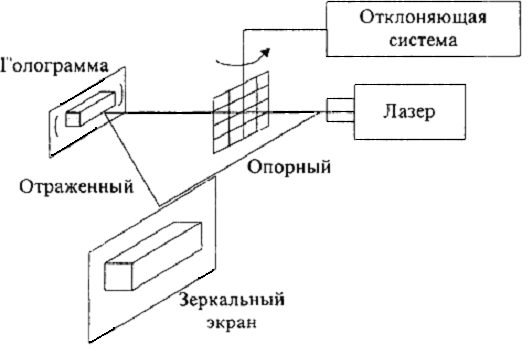 Отклоняющая
система
Голограмма
Лазер
Опорный
Отраженный
Зеркальный
экран